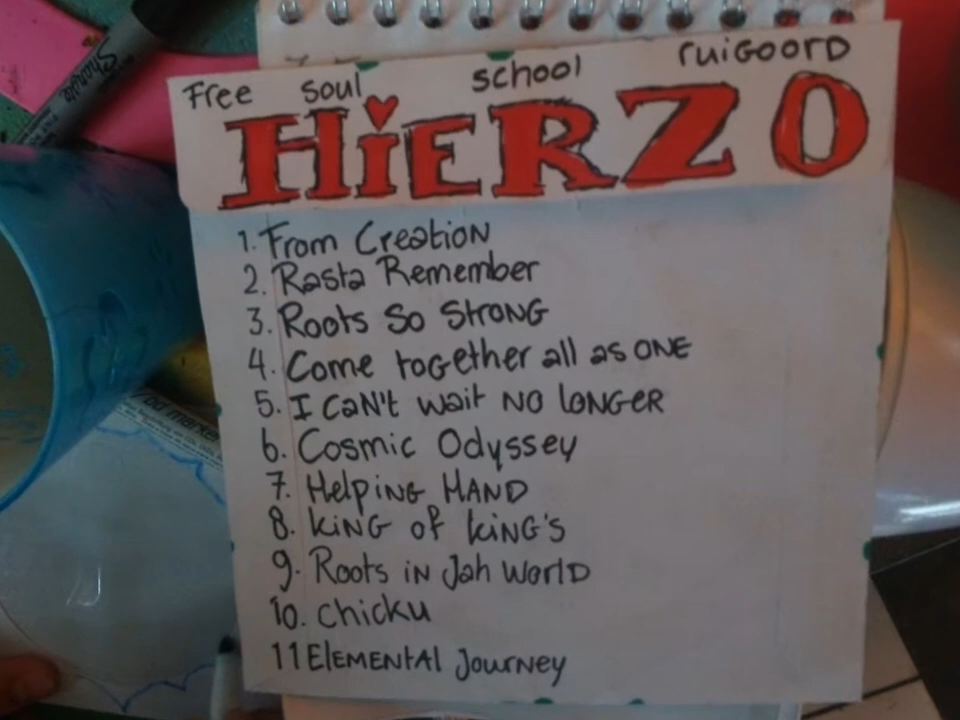 Sharpie
Free soul school ruigoord
HiERZO
1. From Creation
2. Rasta Remember
3. Roots So Strong
4. Come together all as ONE
5. I CaN't wait NO loNGER
6. Cosmic Odyssey
7. HelpiNG HAND
8. kiNG of kiNG's
9. Roots iN Jah WorlD
10. Chicku
11 ElEMENtAl JourNey